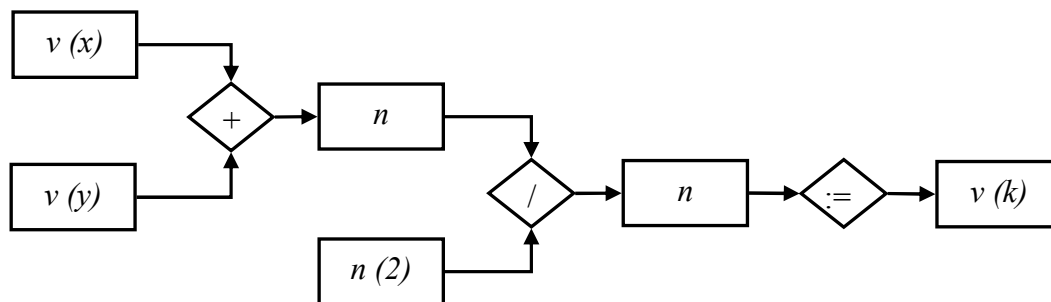 v (x)
+
n
v (y)
/
n
:=
v (k)
n (2)